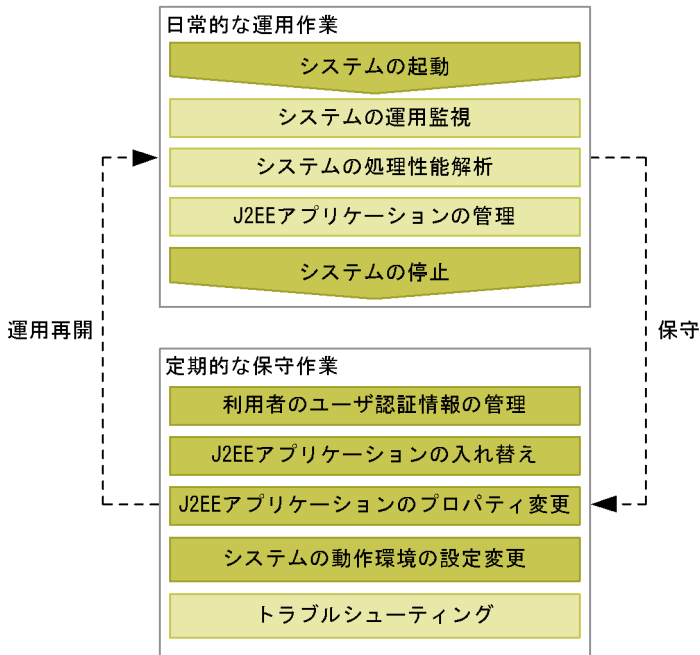 日常的な運用作業
システムの起動
システムの運用監視
システムの処理性能解析
J2EEアプリケーションの管理
システムの停止
運用再開
保守
定期的な保守作業
利用者のユーザ認証情報の管理
J2EEアプリケーションの入れ替え
J2EEアプリケーションのプロパティ変更
システムの動作環境の設定変更
トラブルシューティング